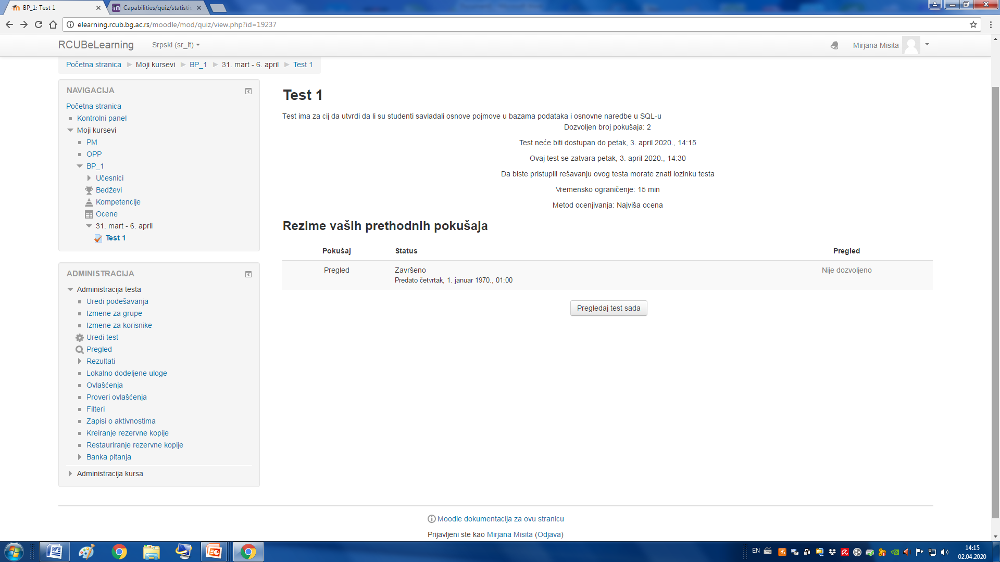 BP_1: Test 1
Capabilities/quiz/statistic
elearning.rcub.bg.ac.rs/moodle/mod/quiz/view.php?id=19237
RCUBeLearning
Srpski (sr_lt)
Mirjana Misita
Početna stranica
Moji kursevi
BP_1
31. mart - 6. april
Test 1
NAVIGACIJA
Početna stranica
Kontrolni panel
Moji kursevi
PM
OPP
BP_1
Učesnici
Bedževi
Kompetencije
Ocene
31. mart - 6. april
Test 1
ADMINISTRACIJA
Administracija testa
Uredi podešavanja
Izmene za grupe
Izmene za korisnike
Uredi test
Pregled
Rezultati
Lokalno dodeljene uloge
Ovlašćenja
Proveri ovlašćenja
Filteri
Zapisi o aktivnostima
Kreiranje rezervne kopije
Restauriranje rezervne kopije
Banka pitanja
Administracija kursa
Test 1
Test ima za cij da utvrdi da li su studenti savladali osnove pojmove u bazama podataka i osnovne naredbe u SQL-u
Dozvoljen broj pokušaja: 2
Test neće biti dostupan do petak, 3. april 2020., 14:15
Ovaj test se zatvara petak, 3. april 2020., 14:30
Da biste pristupili rešavanju ovog testa morate znati lozinku testa
Vremensko ograničenje: 15 min
Metod ocenjivanja: Najviša ocena
Rezime vaših prethodnih pokušaja
Pokušaj Status Pregled
Pregled Završeno Nije dozvoljeno
Predato četvrtak, 1. januar 1970., 01:00
Pregledaj test sada
Moodle dokumentacija za ovu stranicu
Prijavljeni ste kao Mirjana Misita (Odjava)
EN
14:15
02.04.2020